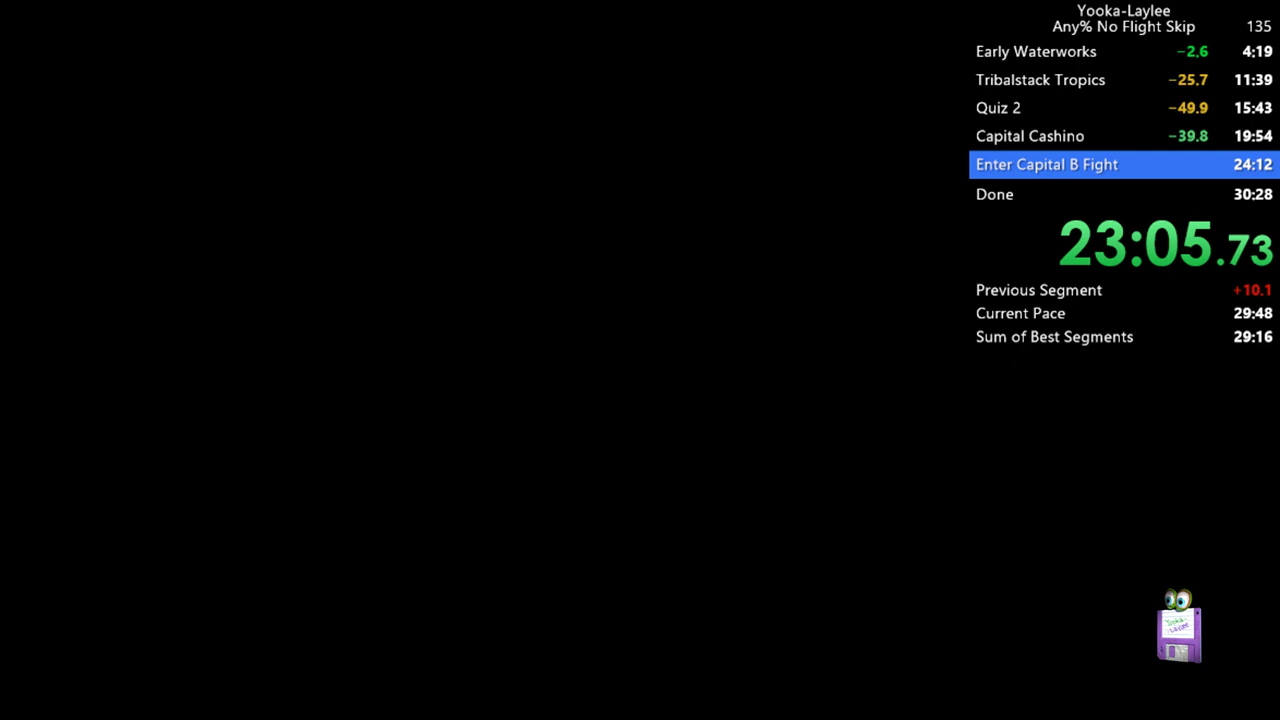 Yooka-Laylee
Any% No Flight Skip 135
Early Waterworks −2.6 4:19
Tribalstack Tropics −25.7 11:39
Quiz 2 −49.9 15:43
Capital Cashino −39.8 19:54
Enter Capital B Fight 24:12
Done 30:28
23:05.73
Previous Segment +10.1
Current Pace 29:48
Sum of Best Segments 29:16
Yooka-
Laylee